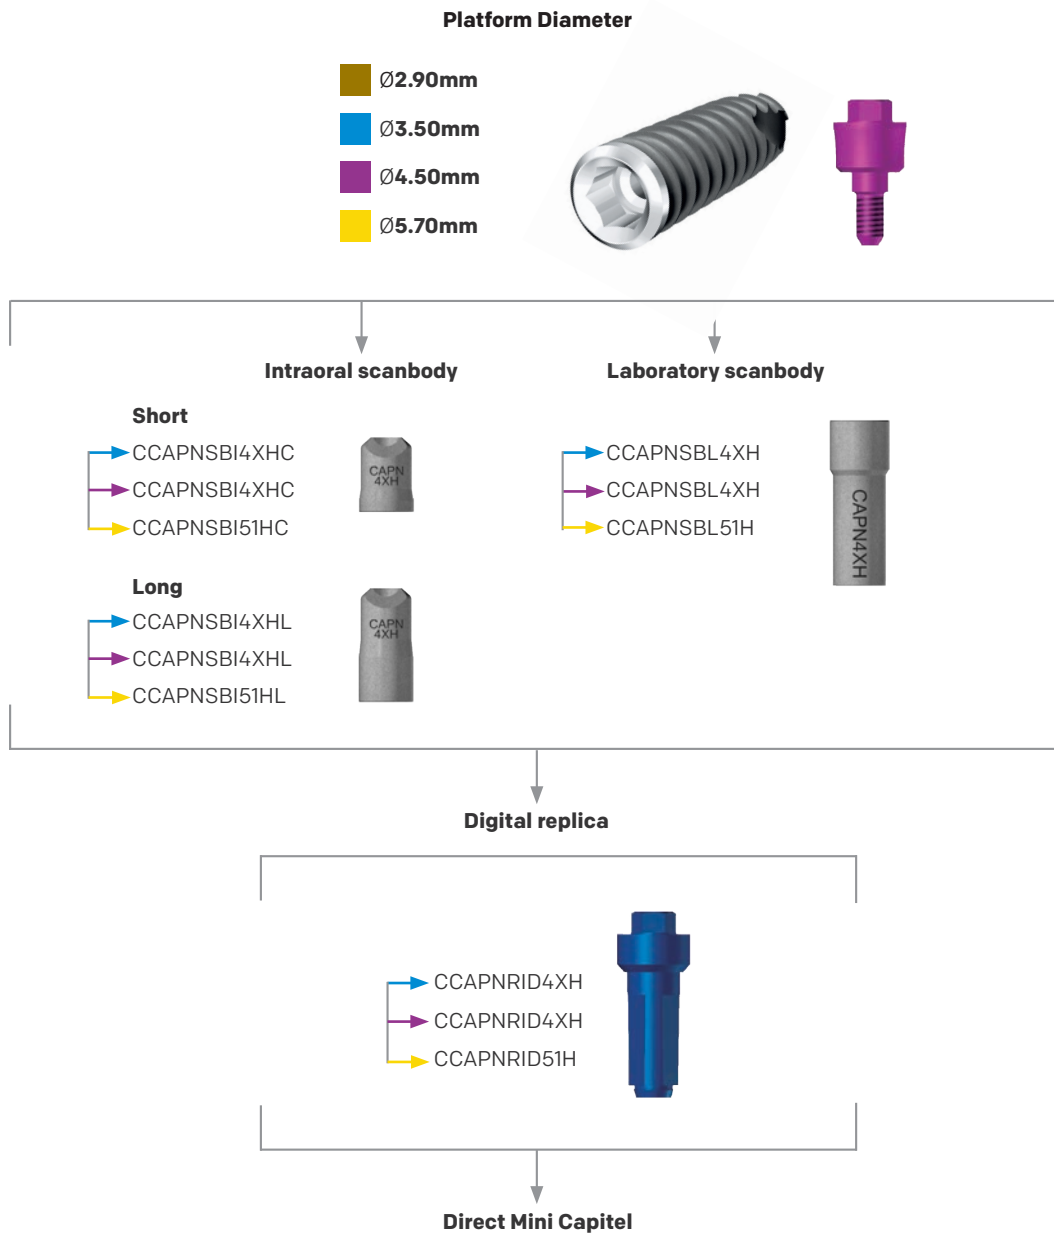 Platform Diameter
Ø2.90mm
Ø3.50mm
Ø4.50mm
Ø5.70mm
Intraoral scanbody
Short
CCAPNSBI4XHC
CCAPNSBI4XHC
CCAPNSBI51HC
CAPN
4XH
Long
CCAPNSBI4XHL
CCAPNSBI4XHL
CCAPNSBI51HL
CAPN
4XH
Laboratory scanbody
CCAPNSBL4XH
CCAPNSBL4XH
CCAPNSBL51H
CAPN4XH
Digital replica
CCAPNRID4XH
CCAPNRID4XH
CCAPNRID51H
Direct Mini Capitel